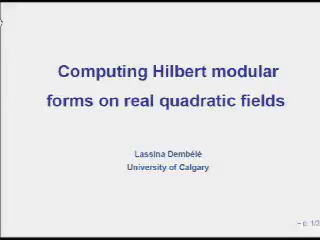 Computing Hilbert modular
forms on real quadratic fields
Lassina Dembélé
University of Calgary
– p. 1/2